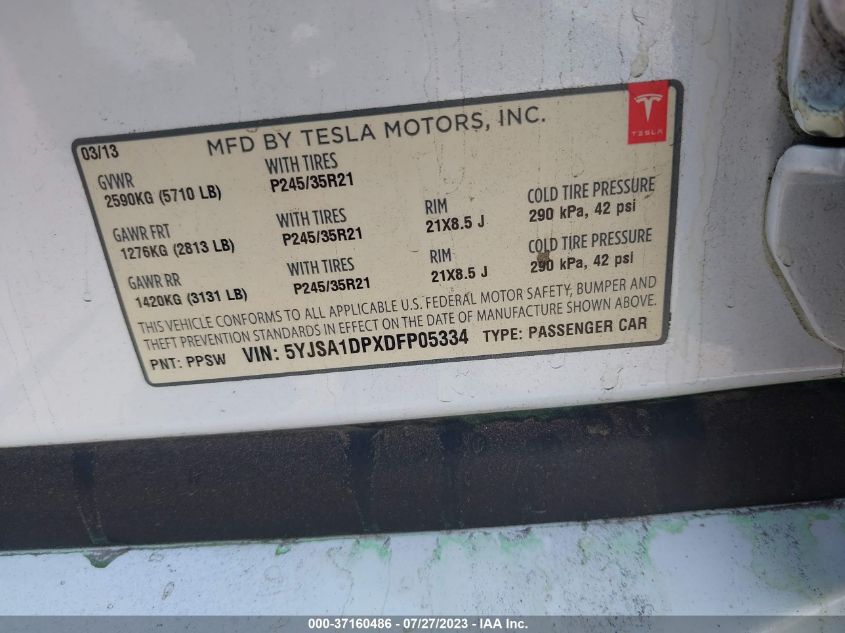 03/13 MFD BY TESLA MOTORS, INC.
TESLA
GVWR WITH TIRES
2590KG (5710 LB) P245/35R21
GAWR FRT WITH TIRES RIM COLD TIRE PRESSURE
1276KG (2813 LB) P245/35R21 21X8.5 J 290 kPa, 42 psi
GAWR RR WITH TIRES RIM COLD TIRE PRESSURE
1420KG (3131 LB) P245/35R21 21X8.5 J 290 kPa, 42 psi
THIS VEHICLE CONFORMS TO ALL APPLICABLE U.S. FEDERAL MOTOR SAFETY, BUMPER AND
THEFT PREVENTION STANDARDS IN EFFECT ON THE DATE OF MANUFACTURE SHOWN ABOVE.
PNT: PPSW VIN: 5YJSA1DPXDFP05334 TYPE: PASSENGER CAR
000-37160486 - 07/27/2023 - © IAA Inc.